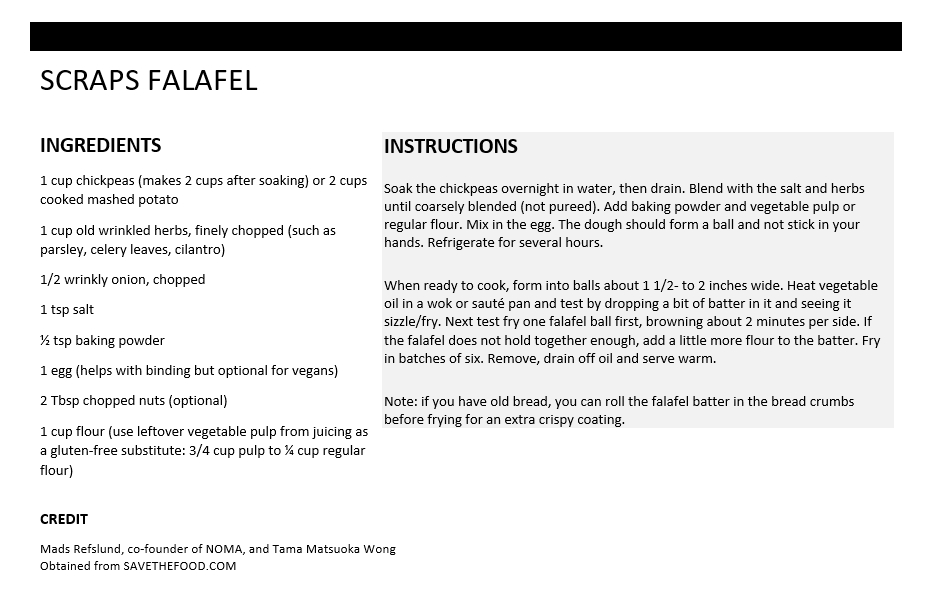 SCRAPS FALAFEL
INGREDIENTS
1 cup chickpeas (makes 2 cups after soaking) or 2 cups
cooked mashed potato
1 cup old wrinkled herbs, finely chopped (such as
parsley, celery leaves, cilantro)
1/2 wrinkly onion, chopped
1 tsp salt
½ tsp baking powder
1 egg (helps with binding but optional for vegans)
2 Tbsp chopped nuts (optional)
1 cup flour (use leftover vegetable pulp from juicing as
a gluten-free substitute: 3/4 cup pulp to ¼ cup regular
flour)
INSTRUCTIONS
Soak the chickpeas overnight in water, then drain. Blend with the salt and herbs
until coarsely blended (not pureed). Add baking powder and vegetable pulp or
regular flour. Mix in the egg. The dough should form a ball and not stick in your
hands. Refrigerate for several hours.
When ready to cook, form into balls about 1 1/2- to 2 inches wide. Heat vegetable
oil in a wok or sauté pan and test by dropping a bit of batter in it and seeing it
sizzle/fry. Next test fry one falafel ball first, browning about 2 minutes per side. If
the falafel does not hold together enough, add a little more flour to the batter. Fry
in batches of six. Remove, drain off oil and serve warm.
Note: if you have old bread, you can roll the falafel batter in the bread crumbs
before frying for an extra crispy coating.
CREDIT
Mads Refslund, co-founder of NOMA, and Tama Matsuoka Wong
Obtained from SAVETHEFOOD.COM